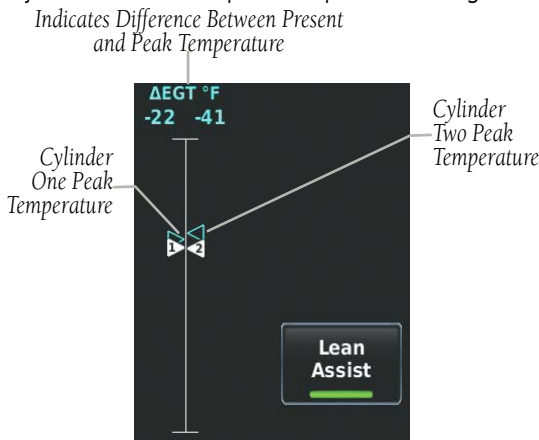 Indicates Difference Between Present
and Peak Temperature
ΔEGT °F
-22 -41
Cylinder
Two Peak
Temperature
Cylinder
One Peak
Temperature
1 2
Lean
Assist